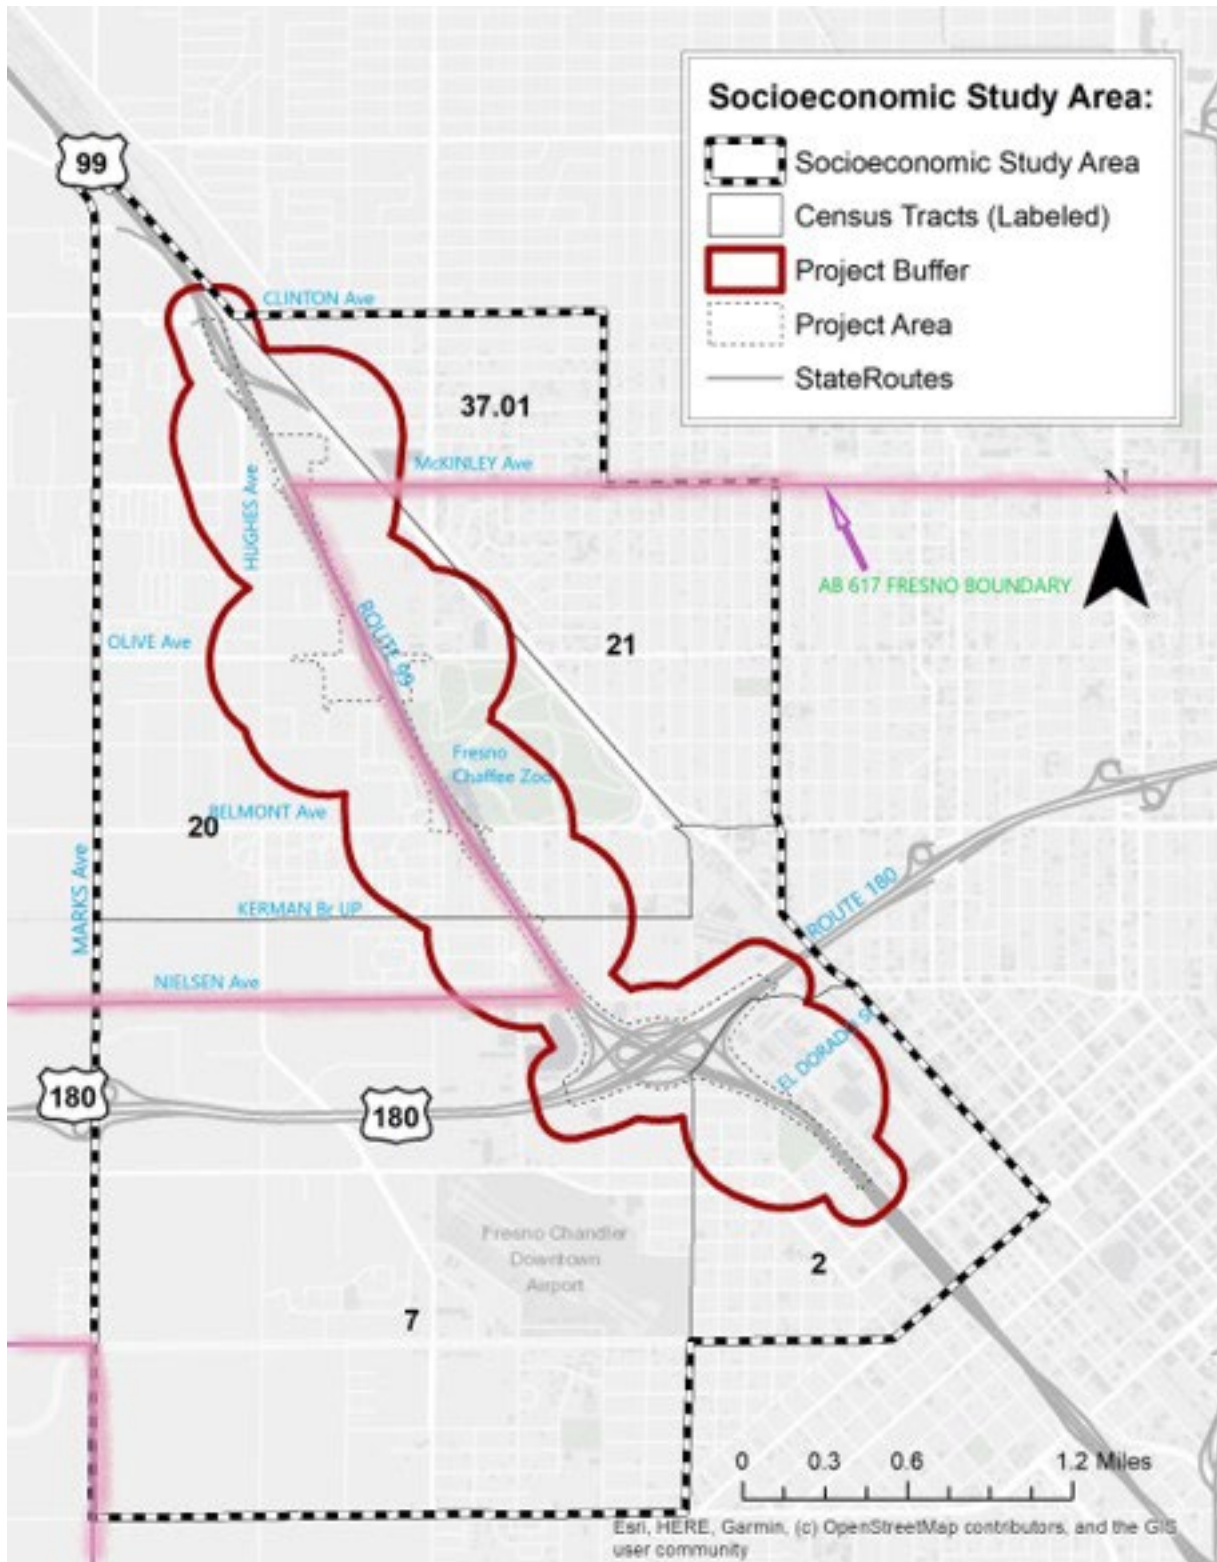 Socioeconomic Study Area:
Socioeconomic Study Area
Census Tracts (Labeled)
Project Buffer
Project Area
StateRoutes
99
CLINTON Ave
37.01
McKINLEY Ave
HUGHES Ave
N
AB 617 FRESNO BOUNDARY
ROUTE 99
OLIVE Ave
21
Fresno
Chaffee Zoo
BELMONT Ave
20
MARKS Ave
KERMAN Br UP
ROUTE 180
NIELSEN Ave
EL DORADO St
180
180
Fresno Chandler
Downtown
Airport
2
7
0 0.3 0.6 1.2 Miles
Esri, HERE, Garmin, (c) OpenStreetMap contributors, and the GIS
user community